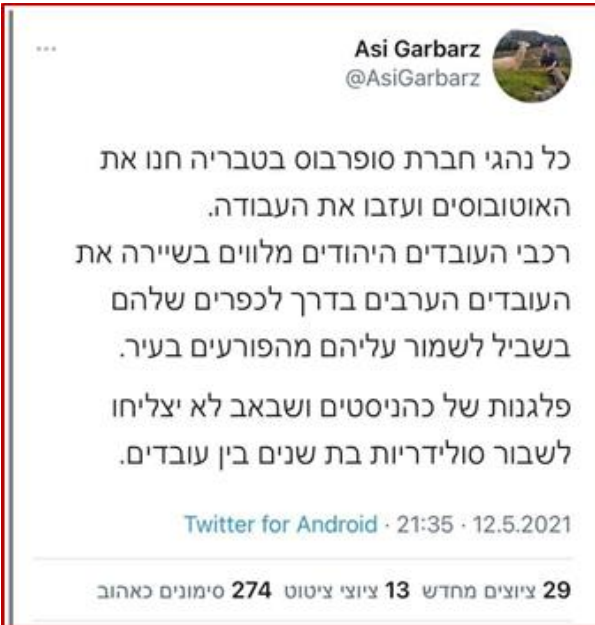 Asi Garbarz
@AsiGarbarz
כל נהגי חברת סופרבוס בטבריה חנו את
האוטובוסים ועזבו את העבודה.
רכבי העובדים היהודים מלווים בשיירה את
העובדים הערבים בדרך לכפרים שלהם
בשביל לשמור עליהם מהפורעים בעיר.
פלגנות של כהניסטים ושבאב לא יצליחו
לשבור סולידריות בת שנים בין עובדים.
Twitter for Android · 21:35 · 12.5.2021
29 ציוצים מחדש 13 ציוצי ציטוט 274 סימונים כאהוב